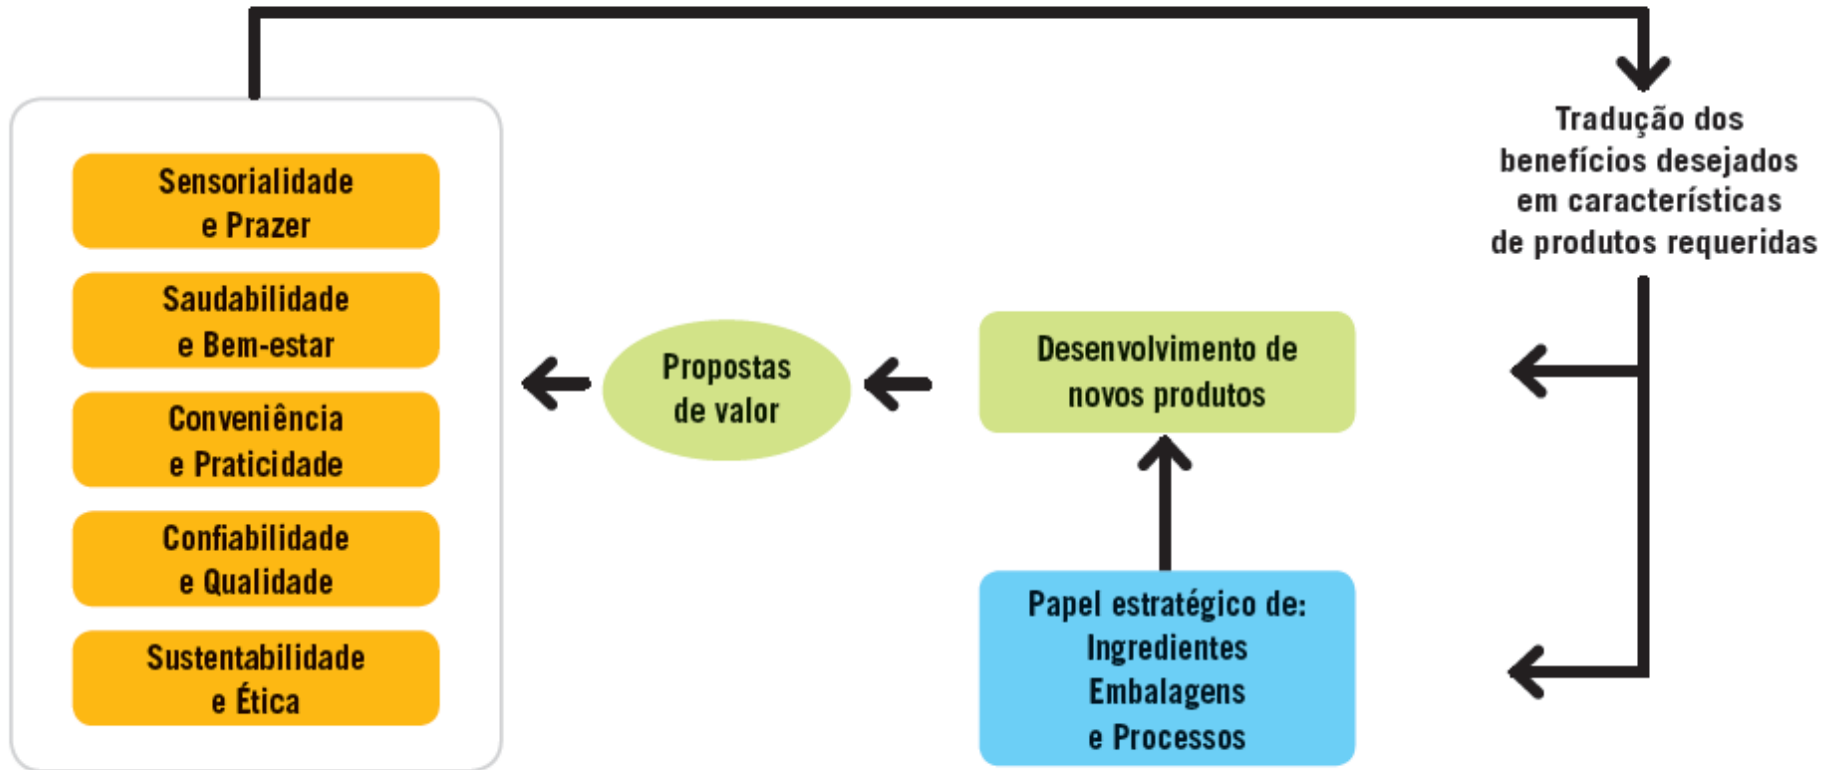 Tradução dos
benefícios desejados
em características
de produtos requeridas
Sensorialidade
e Prazer
Saudabilidade
e Bem-estar
Conveniência
e Praticidade
Confiabilidade
e Qualidade
Sustentabilidade
e Ética
Propostas
de valor
Desenvolvimento de
novos produtos
Papel estratégico de:
Ingredientes
Embalagens
e Processos